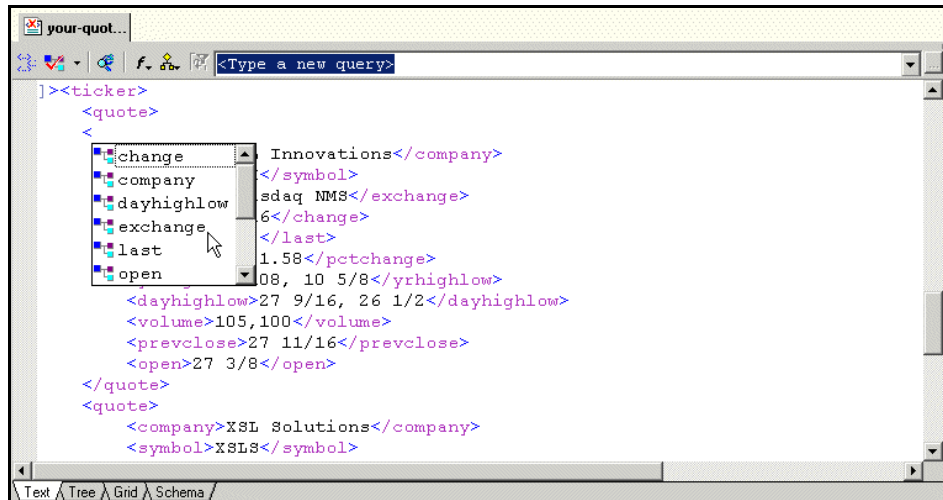 your-quot...
<Type a new query>
]><ticker>
<quote>
<
change
Innovations</company>
company
</symbol>
dayhighlow
sdaq NMS</exchange>
exchange
6</change>
last
</last>
1.58</pctchange>
open
08, 10 5/8</yrhighlow>
<dayhighlow>27 9/16, 26 1/2</dayhighlow>
<volume>105,100</volume>
<prevclose>27 11/16</prevclose>
<open>27 3/8</open>
</quote>
<quote>
<company>XSL Solutions</company>
<symbol>XSLS</symbol>
Text Tree Grid Schema